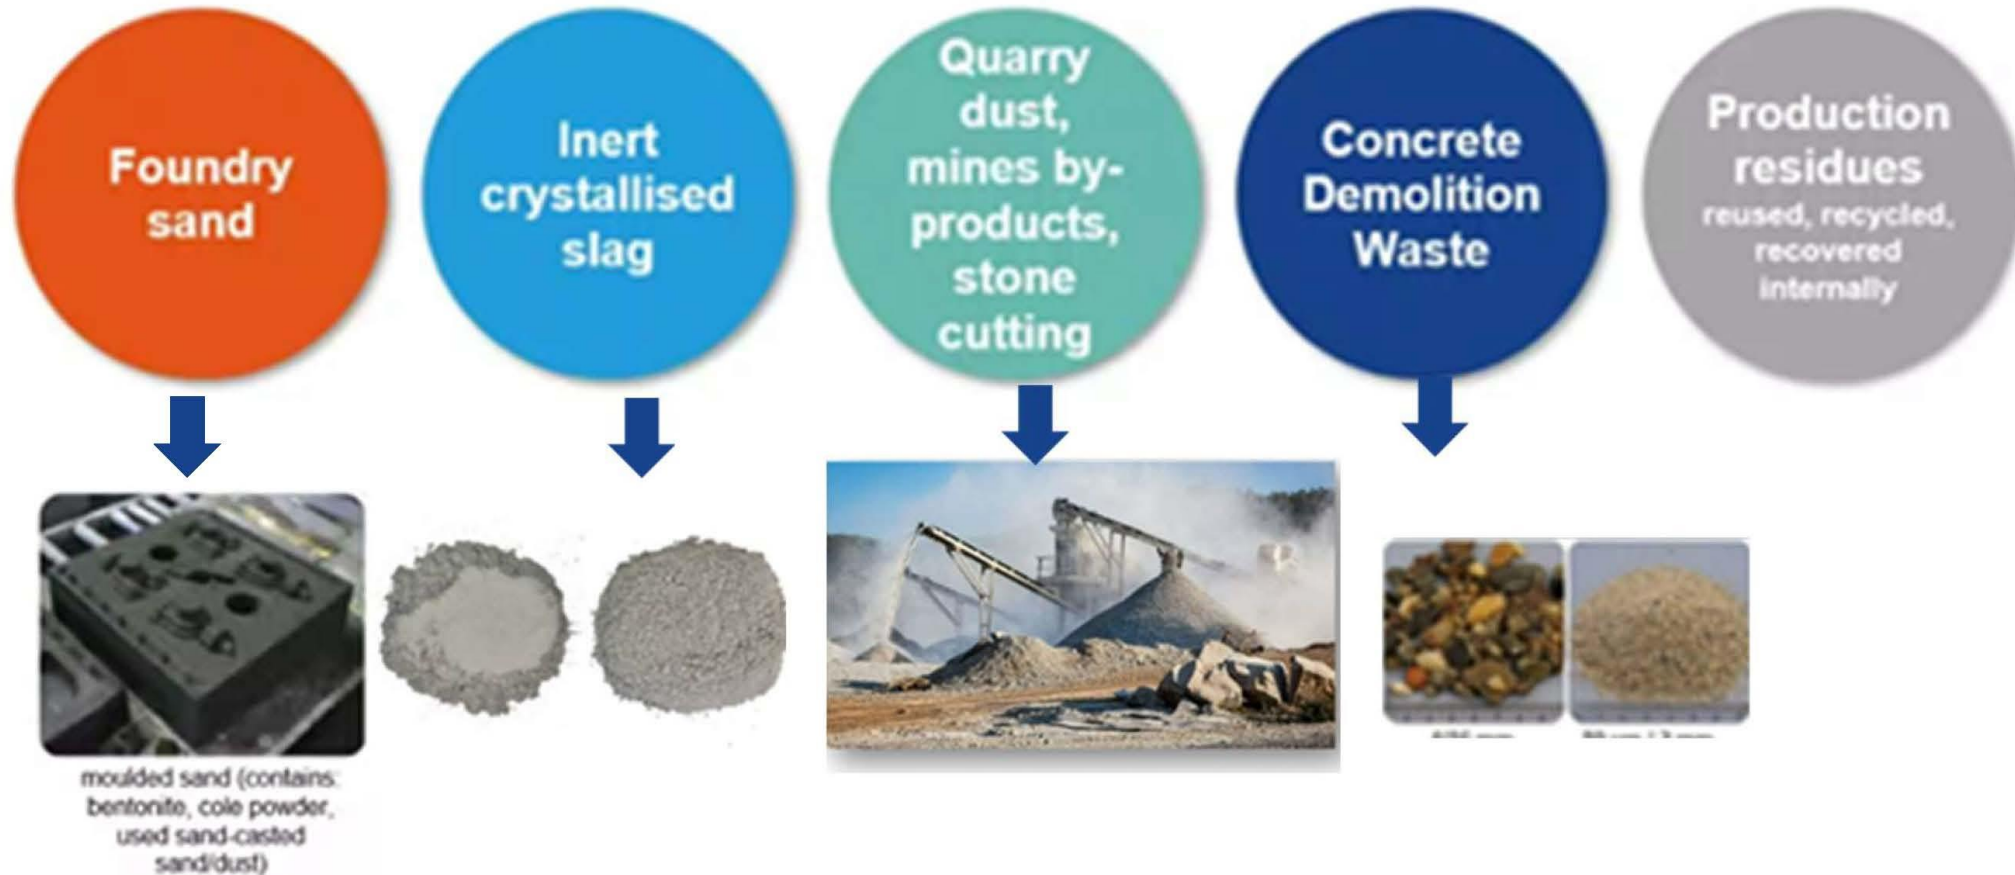 Foundry
sand
Inert
crystallised
slag
Quarry
dust,
mines by-
products,
stone
cutting
Concrete
Demolition
Waste
Production
residues
reused, recycled,
recovered
internally
moulded sand (contains:
bentonite, cole powder,
used sand-casted
sand/dust)